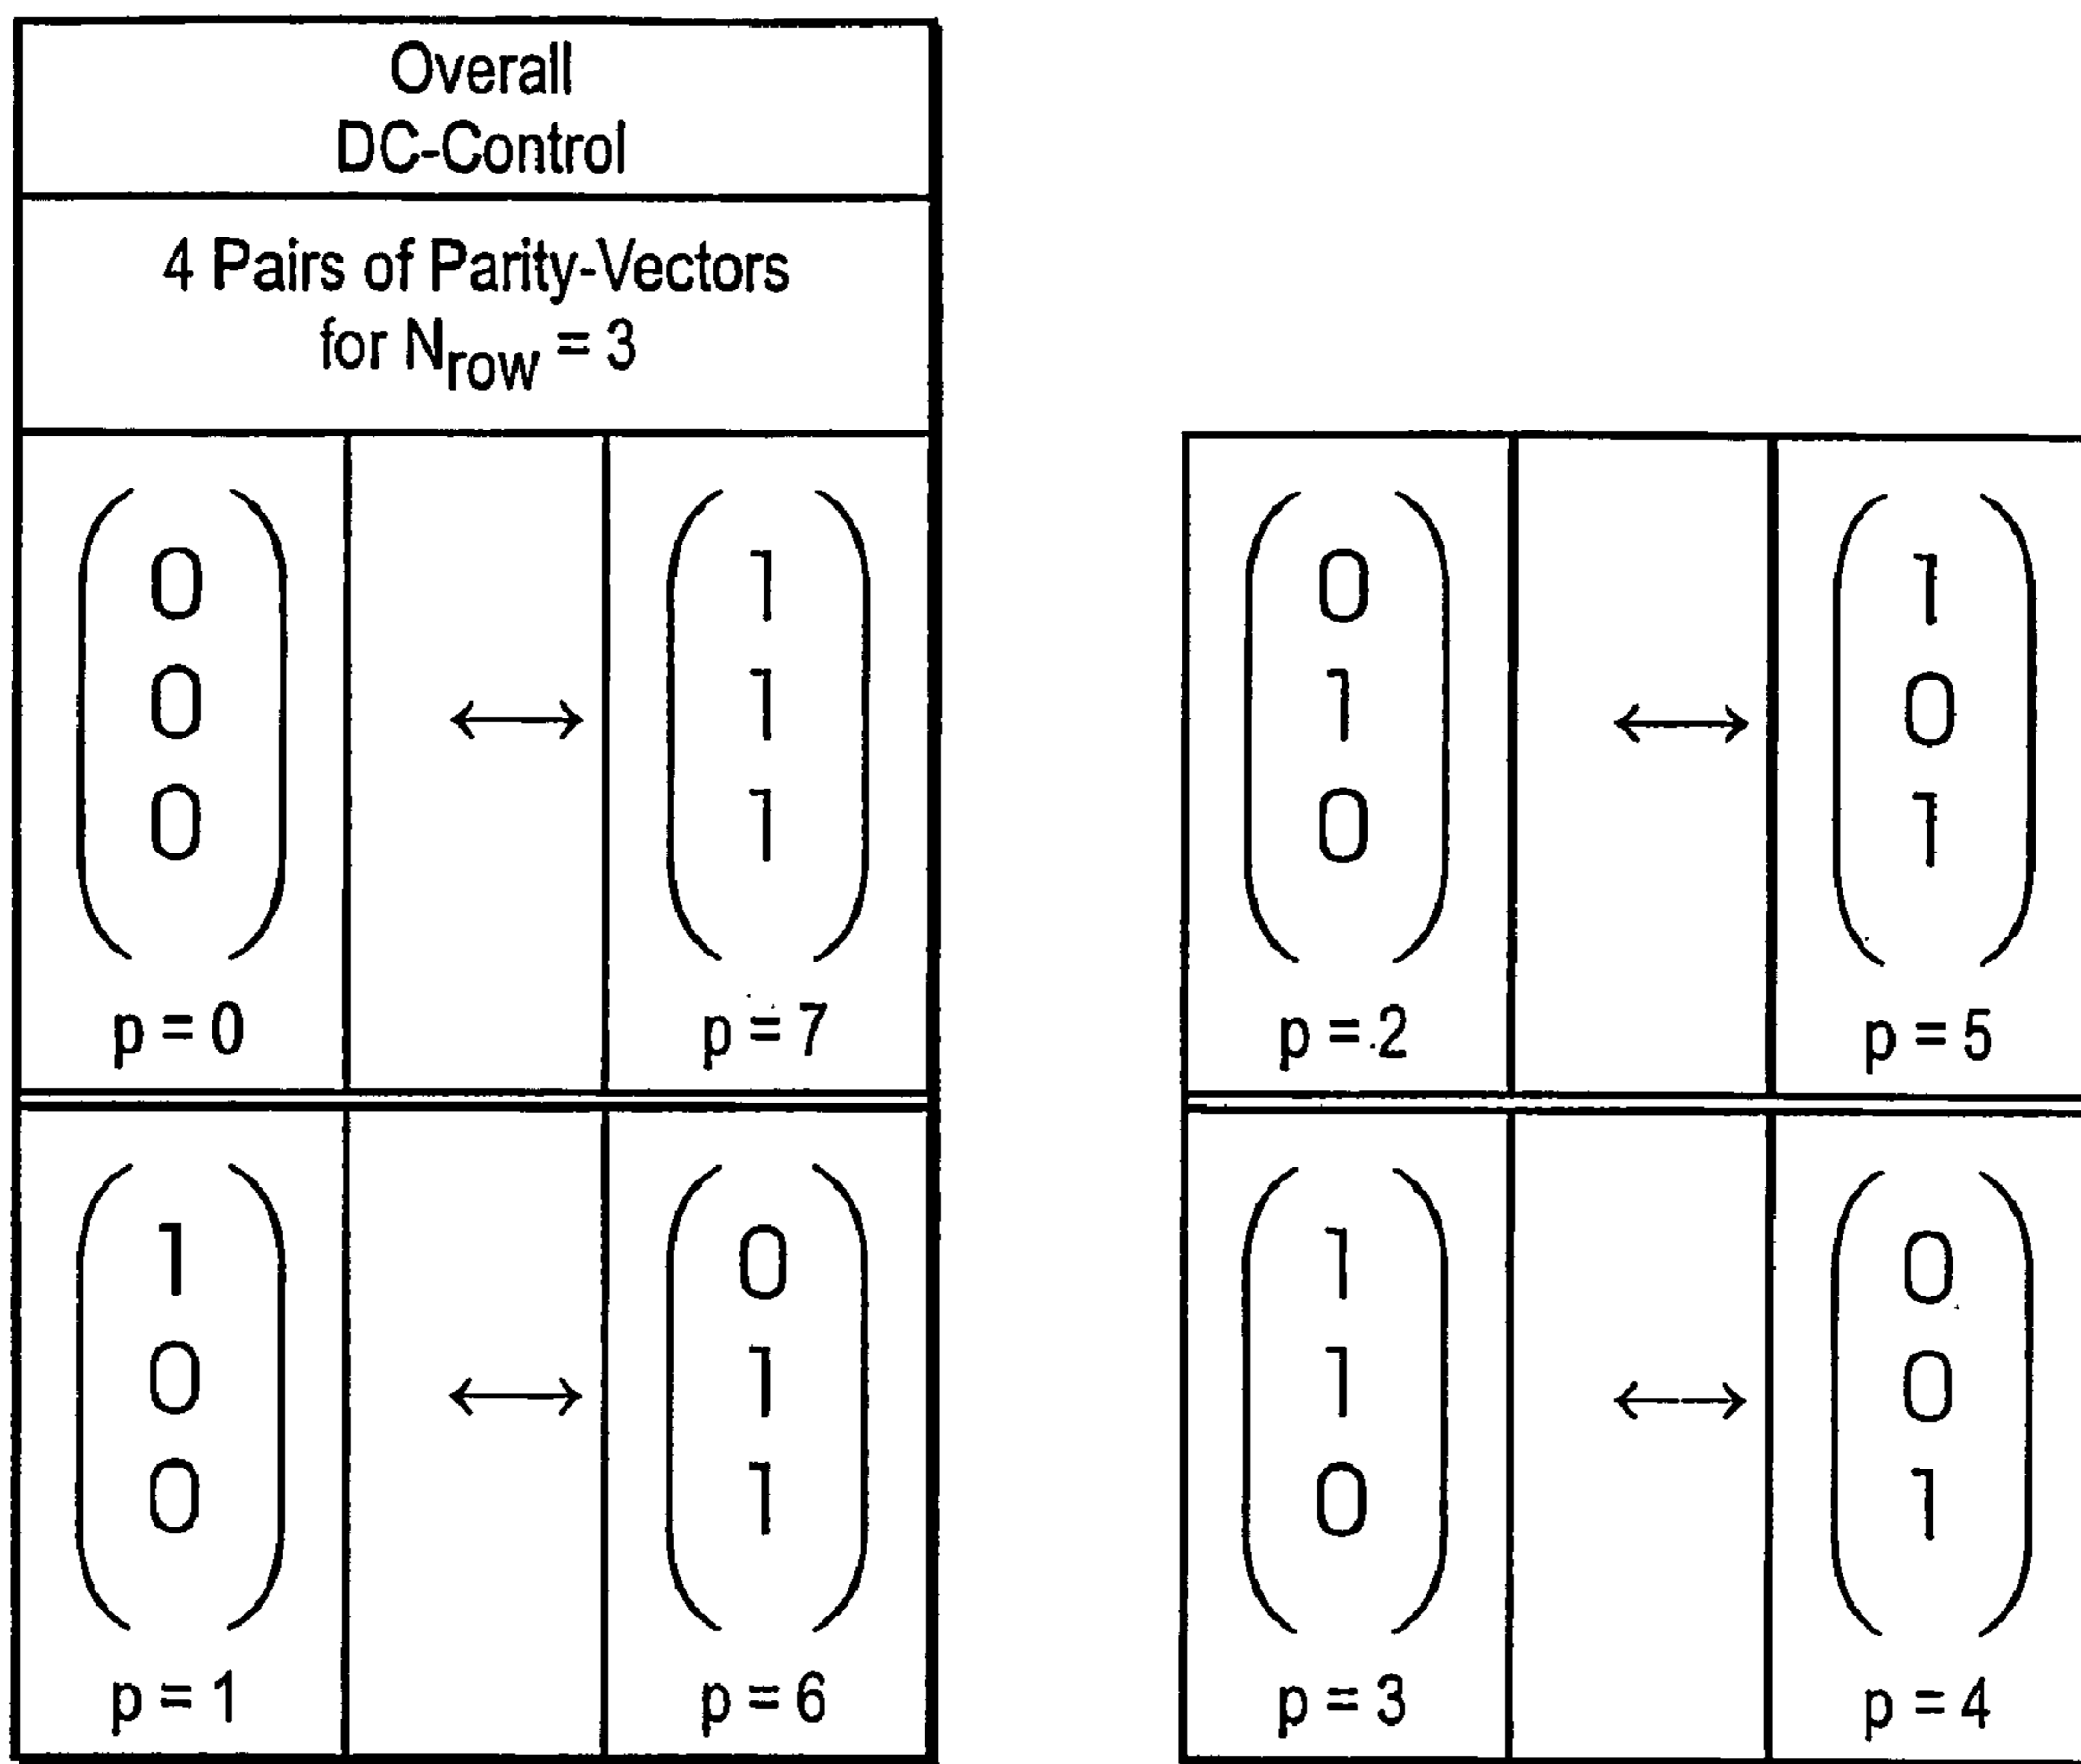 Overall
DC-Control
4 Pairs of Parity-Vectors
for Nrow = 3
0 1
0 ↔ 1
0 1
p = 0 p = 7
1 0
0 ↔ 1
0 1
p = 1 p = 6
0 1
1 ↔ 0
0 1
p = 2 p = 5
1 0
1 ↔ 0
0 1
p = 3 p = 4